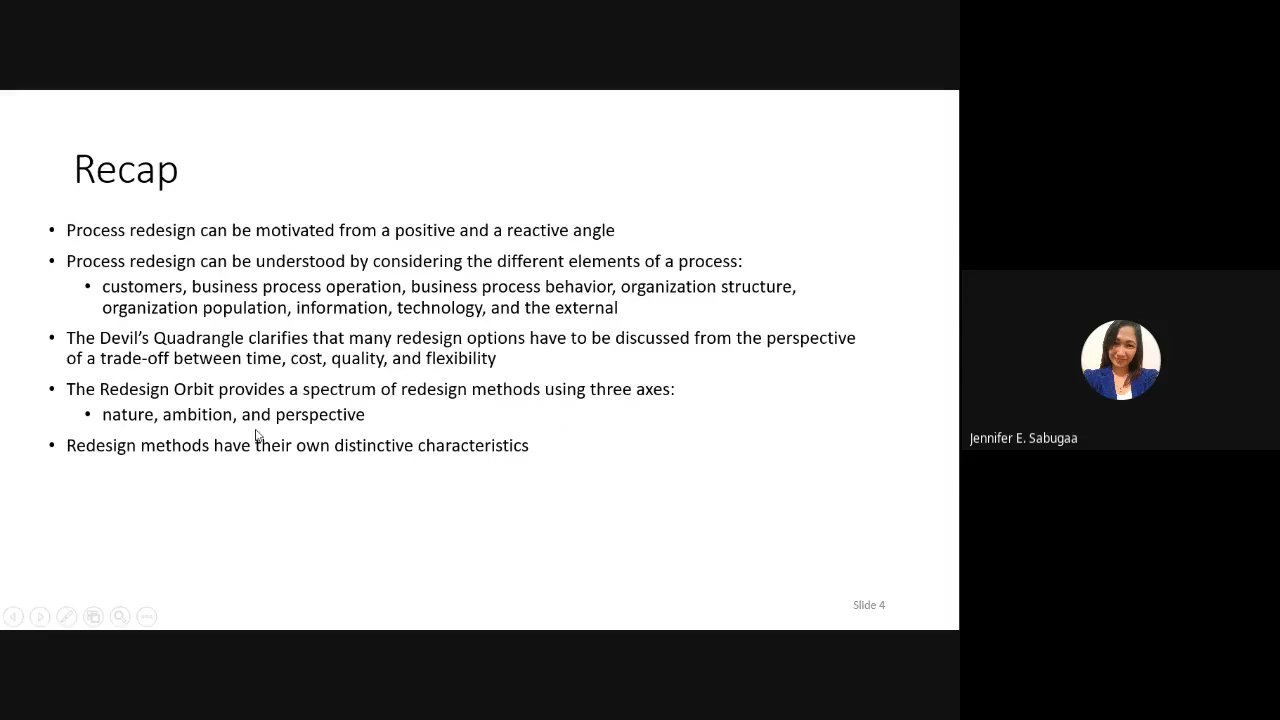 Recap
• Process redesign can be motivated from a positive and a reactive angle
• Process redesign can be understood by considering the different elements of a process:
• customers, business process operation, business process behavior, organization structure,
organization population, information, technology, and the external
• The Devil’s Quadrangle clarifies that many redesign options have to be discussed from the perspective
of a trade-off between time, cost, quality, and flexibility
• The Redesign Orbit provides a spectrum of redesign methods using three axes:
• nature, ambition, and perspective
• Redesign methods have their own distinctive characteristics
Slide 4
Jennifer E. Sabugaa